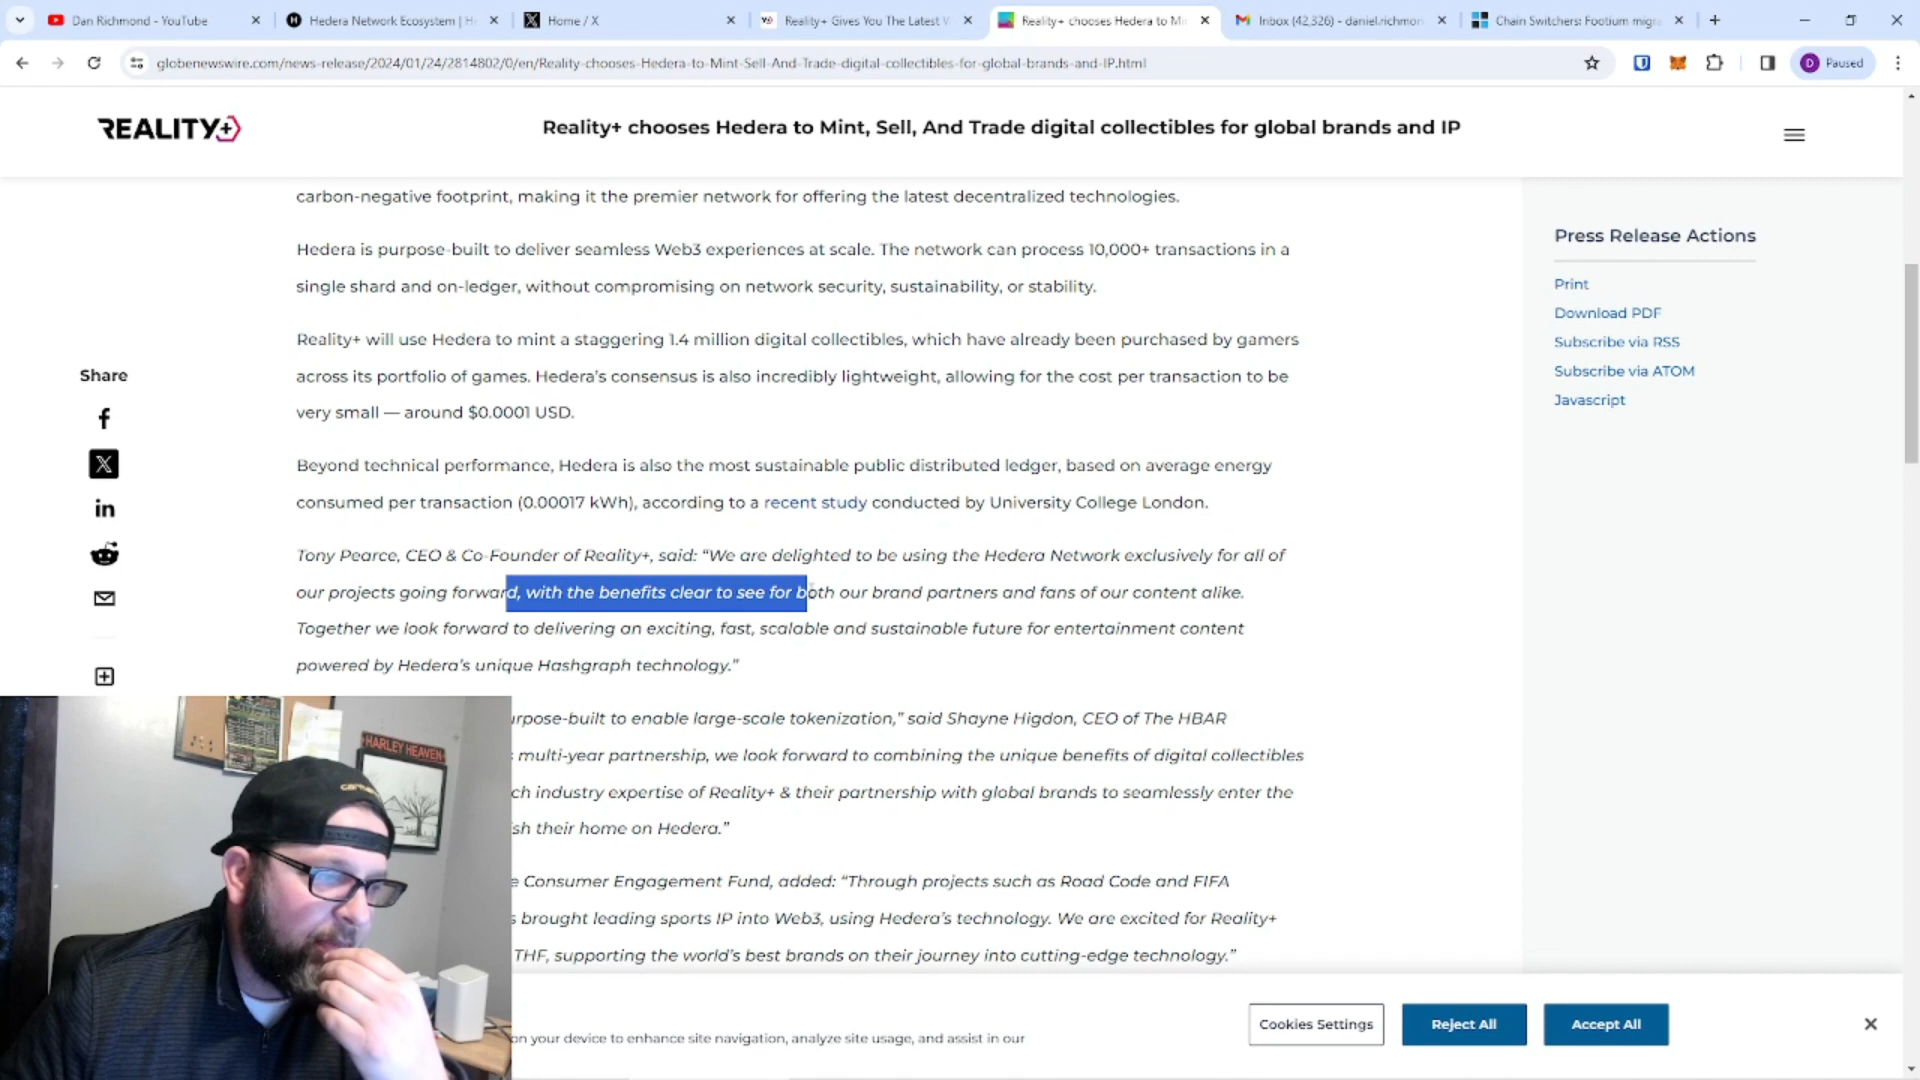 Dan Richmond - YouTube
Hedera Network Ecosystem | H
Home / X
Reality+ Gives You The Latest V
Reality+ chooses Hedera to Mi
Inbox (42,326) - daniel.richmon
Chain Switchers: Footium migra
globenewswire.com/news-release/2024/01/24/2814802/0/en/Reality-chooses-Hedera-to-Mint-Sell-And-Trade-digital-collectibles-for-global-brands-and-IP.html
D Paused
REALITY+
Reality+ chooses Hedera to Mint, Sell, And Trade digital collectibles for global brands and IP
carbon-negative footprint, making it the premier network for offering the latest decentralized technologies.
Hedera is purpose-built to deliver seamless Web3 experiences at scale. The network can process 10,000+ transactions in a
single shard and on-ledger, without compromising on network security, sustainability, or stability.
Reality+ will use Hedera to mint a staggering 1.4 million digital collectibles, which have already been purchased by gamers
across its portfolio of games. Hedera's consensus is also incredibly lightweight, allowing for the cost per transaction to be
very small — around $0.0001 USD.
Beyond technical performance, Hedera is also the most sustainable public distributed ledger, based on average energy
consumed per transaction (0.00017 kWh), according to a recent study conducted by University College London.
Tony Pearce, CEO & Co-Founder of Reality+, said: “We are delighted to be using the Hedera Network exclusively for all of
our projects going forward, with the benefits clear to see for both our brand partners and fans of our content alike.
Together we look forward to delivering an exciting, fast, scalable and sustainable future for entertainment content
powered by Hedera's unique Hashgraph technology.”
urpose-built to enable large-scale tokenization,” said Shayne Higdon, CEO of The HBAR
multi-year partnership, we look forward to combining the unique benefits of digital collectibles
ch industry expertise of Reality+ & their partnership with global brands to seamlessly enter the
sh their home on Hedera.”
e Consumer Engagement Fund, added: “Through projects such as Road Code and FIFA
s brought leading sports IP into Web3, using Hedera's technology. We are excited for Reality+
THF, supporting the world's best brands on their journey into cutting-edge technology.”
Share
Press Release Actions
Print
Download PDF
Subscribe via RSS
Subscribe via ATOM
Javascript
HARLEY HEAVEN
on your device to enhance site navigation, analyze site usage, and assist in our
Cookies Settings
Reject All
Accept All